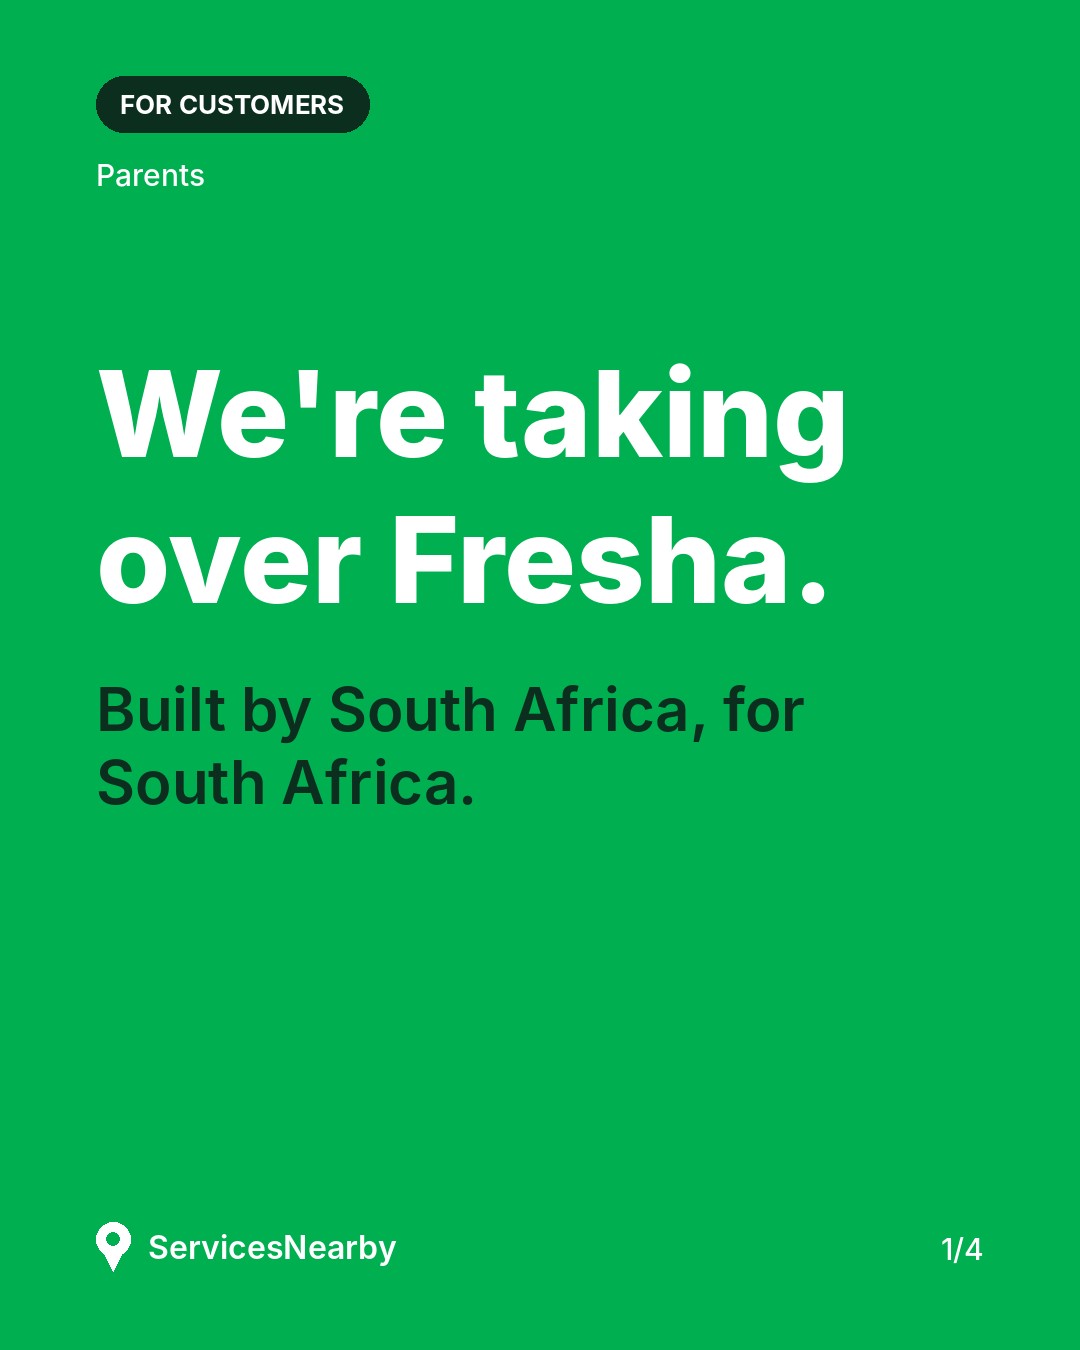 FOR CUSTOMERS
Parents
We're taking
over Fresha.
Built by South Africa, for
South Africa.
ServicesNearby
1/4